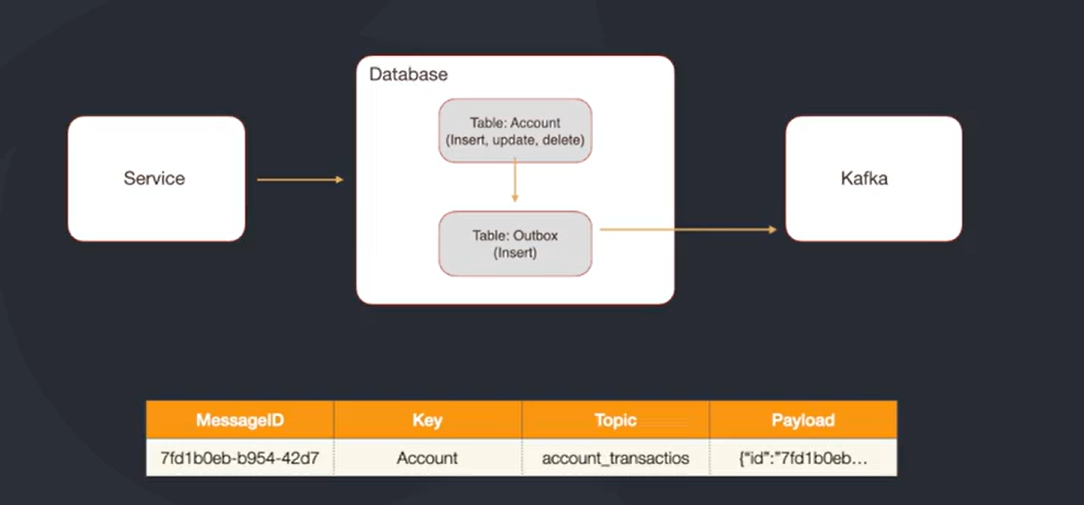 Database
Service
Table: Account
(Insert, update, delete)
Table: Outbox
(Insert)
Kafka
MessageID Key Topic Payload
7fd1b0eb-b954-42d7 Account account_transactios {"id":"7fd1b0eb...